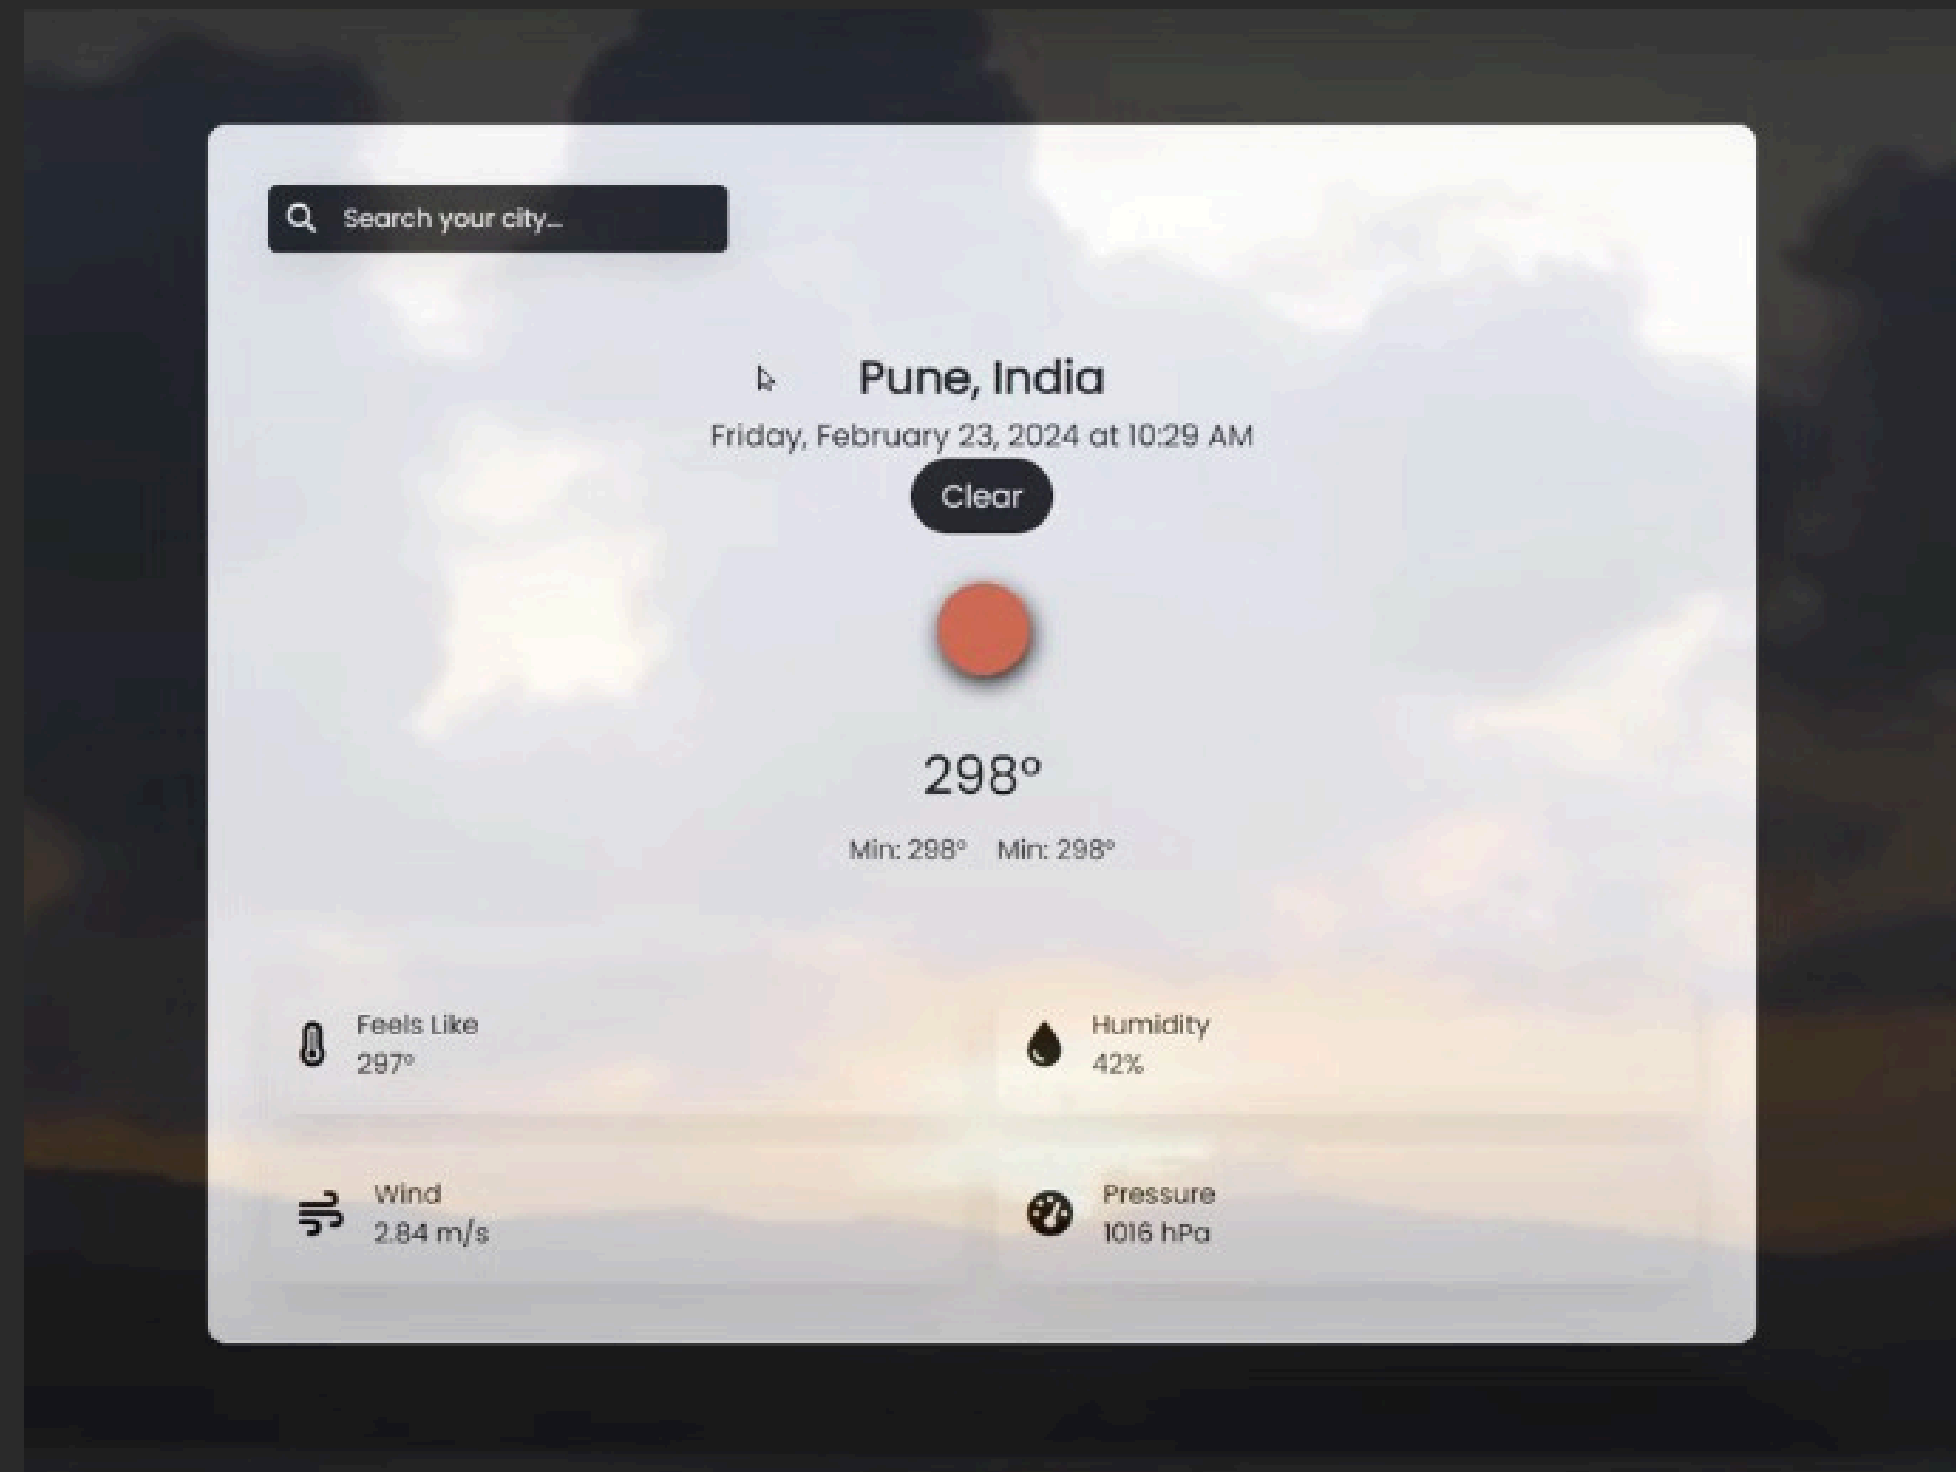 Search your city...
Pune, India
Friday, February 23, 2024 at 10:29 AM
Clear
298°
Min: 298° Min: 298°
Feels Like
297°
Humidity
42%
Wind
2.84 m/s
Pressure
1016 hPa